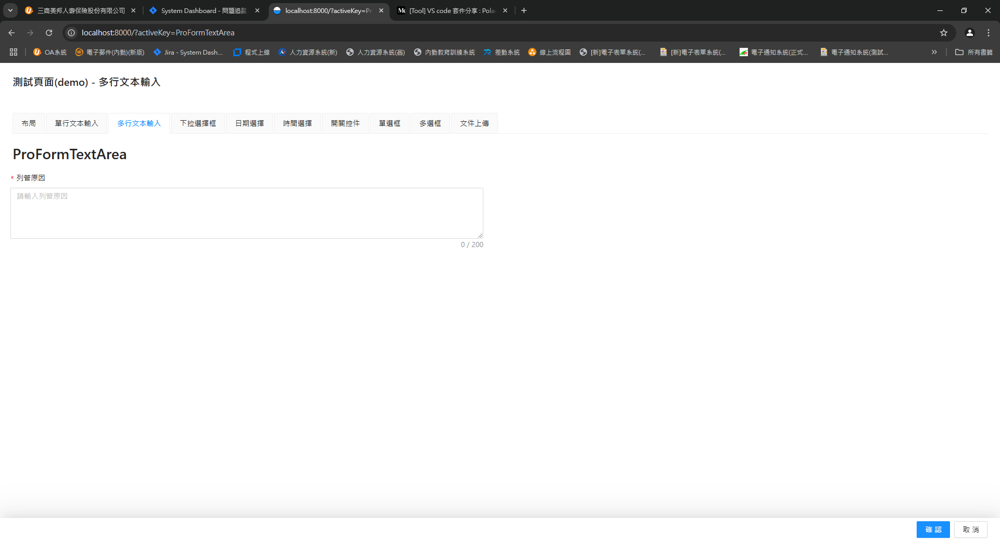 三商美邦人壽保險股份有限公司
System Dashboard - 問題追蹤
localhost:8000/?activeKey=Pr
[Tool] VS code 套件分享 : Pola
localhost:8000/?activeKey=ProFormTextArea
OA系統
電子郵件(內勤)(新版)
Jira - System Dash...
程式上線
人力資源系統(新)
人力資源系統(舊)
內勤教育訓練系統
差勤系統
線上流程圖
[新]電子表單系統(...
[新]電子表單系統(...
電子通知系統(正式...
電子通知系統(測試...
所有書籤
測試頁面(demo) - 多行文本輸入
布局
單行文本輸入
多行文本輸入
下拉選擇框
日期選擇
時間選擇
開關控件
單選框
多選框
文件上傳
ProFormTextArea
* 列管原因
請輸入列管原因
0 / 200
確 認
取 消